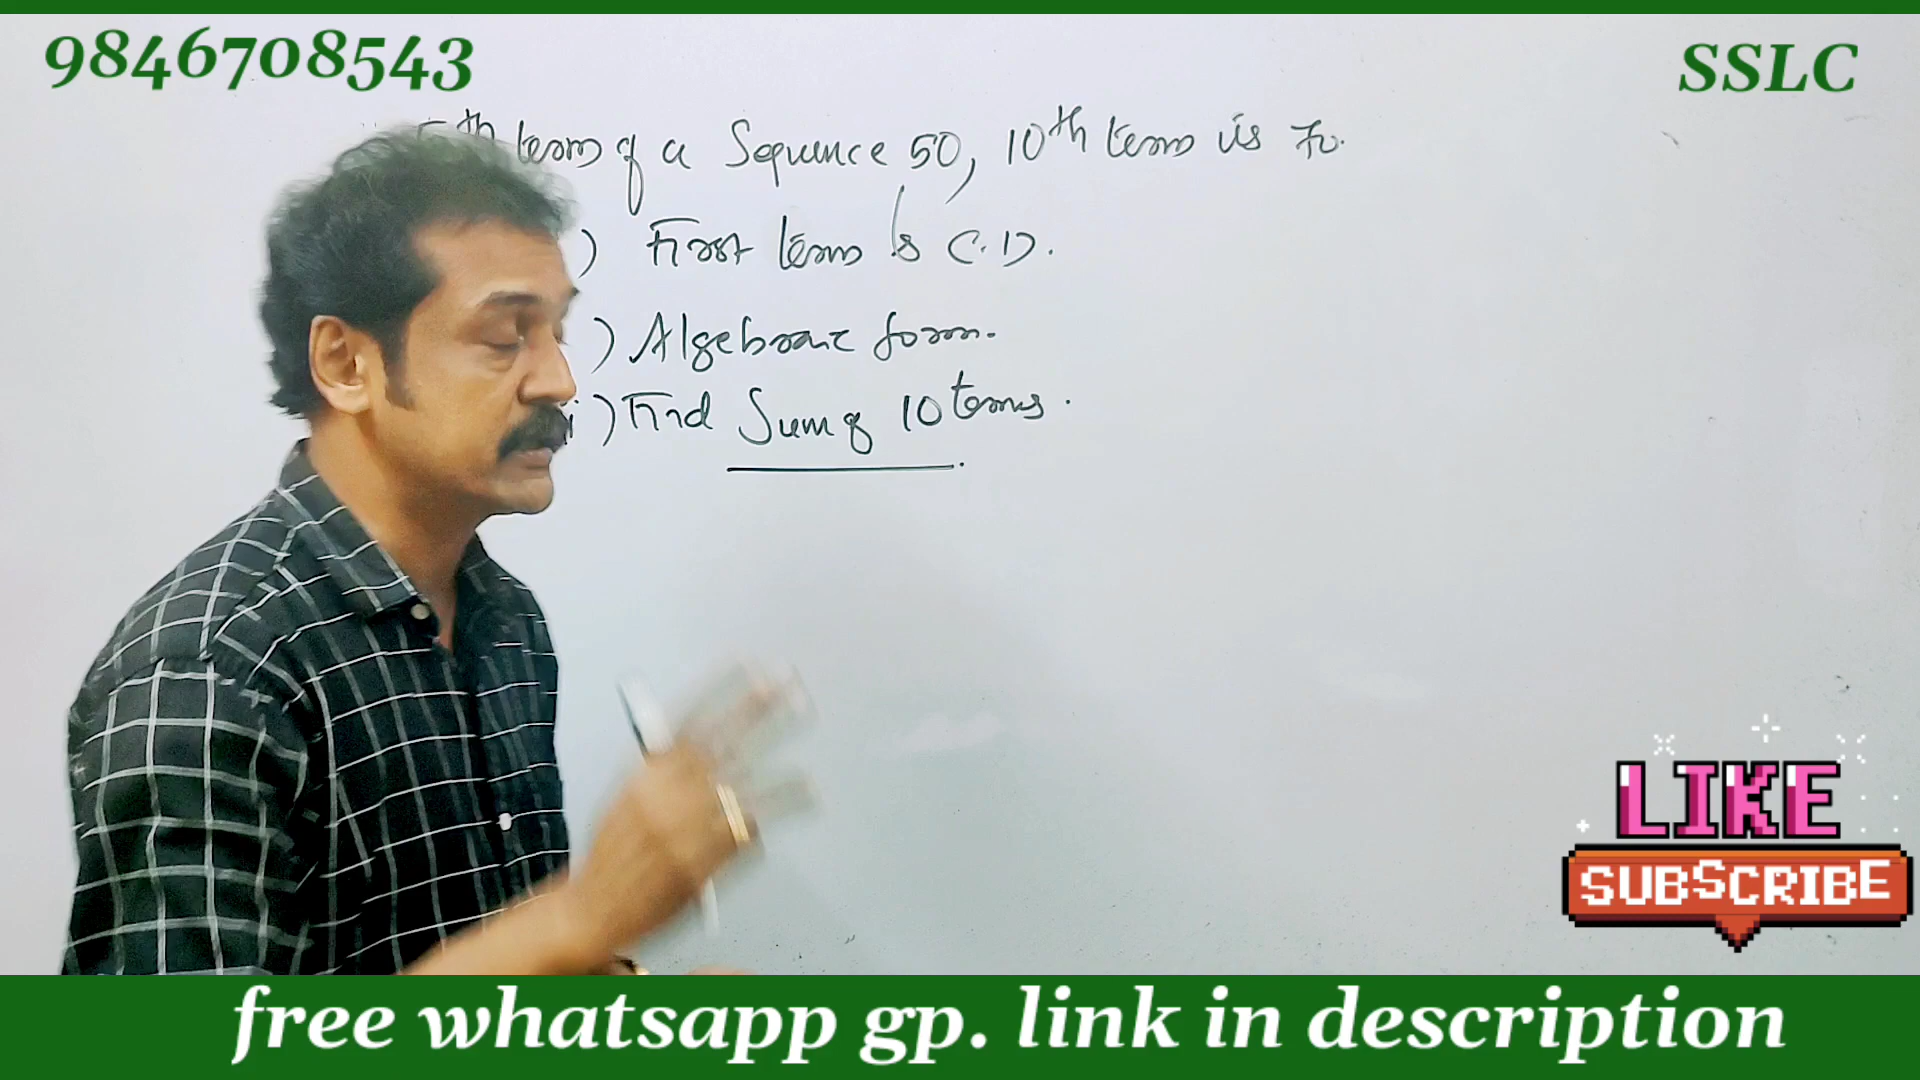 9846708543
SSLC
5th term of a Sequence 50, 10th term is 70.
) First term & C.D.
) Algebraic form.
i) Find Sum of 10 terms.
LIKE
SUBSCRIBE
free whatsapp gp. link in description